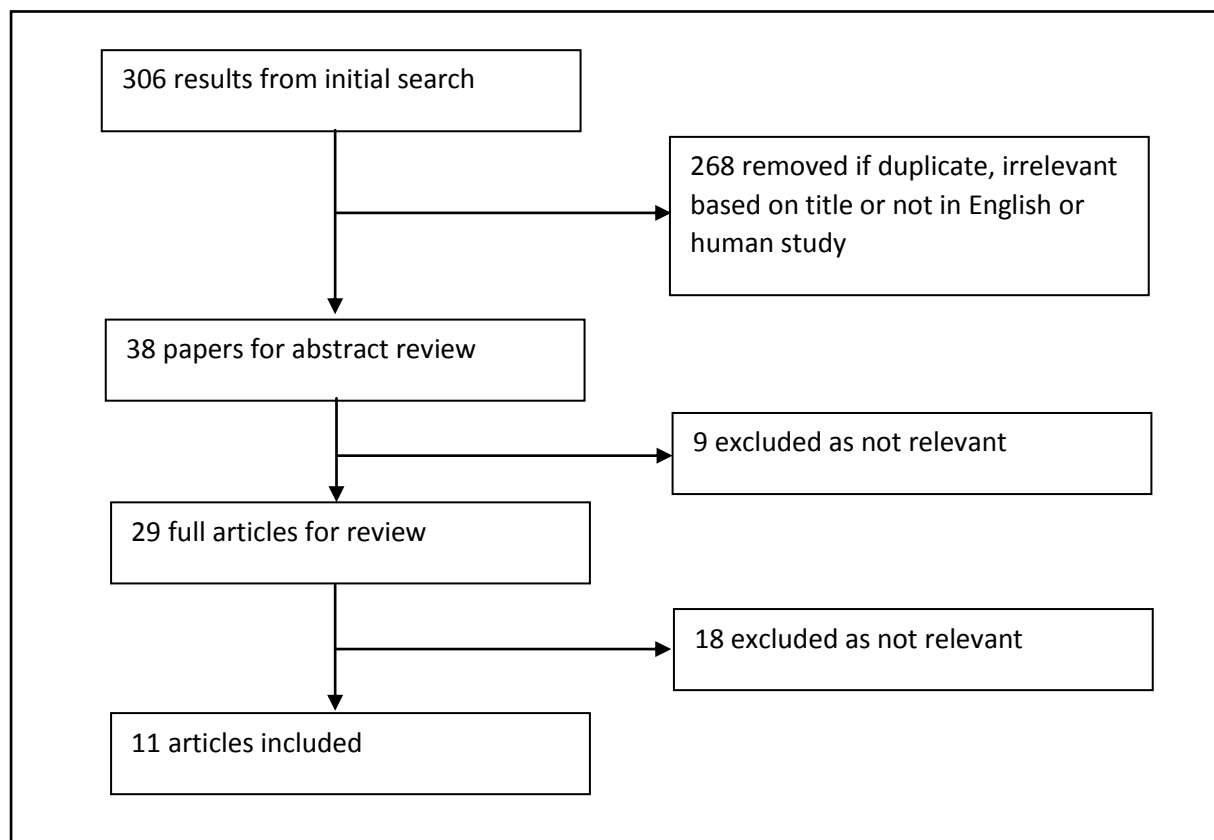 306 results from initial search
268 removed if duplicate, irrelevant
based on title or not in English or
human study
38 papers for abstract review
9 excluded as not relevant
29 full articles for review
18 excluded as not relevant
11 articles included